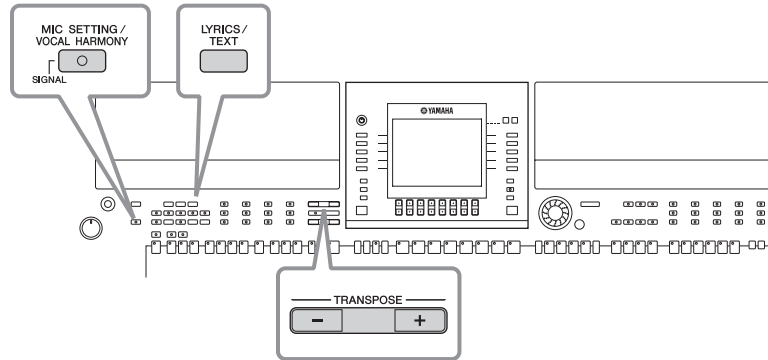 MIC SETTING /
VOCAL HARMONY
SIGNAL
LYRICS /
TEXT
YAMAHA
TRANSPOSE
−
+